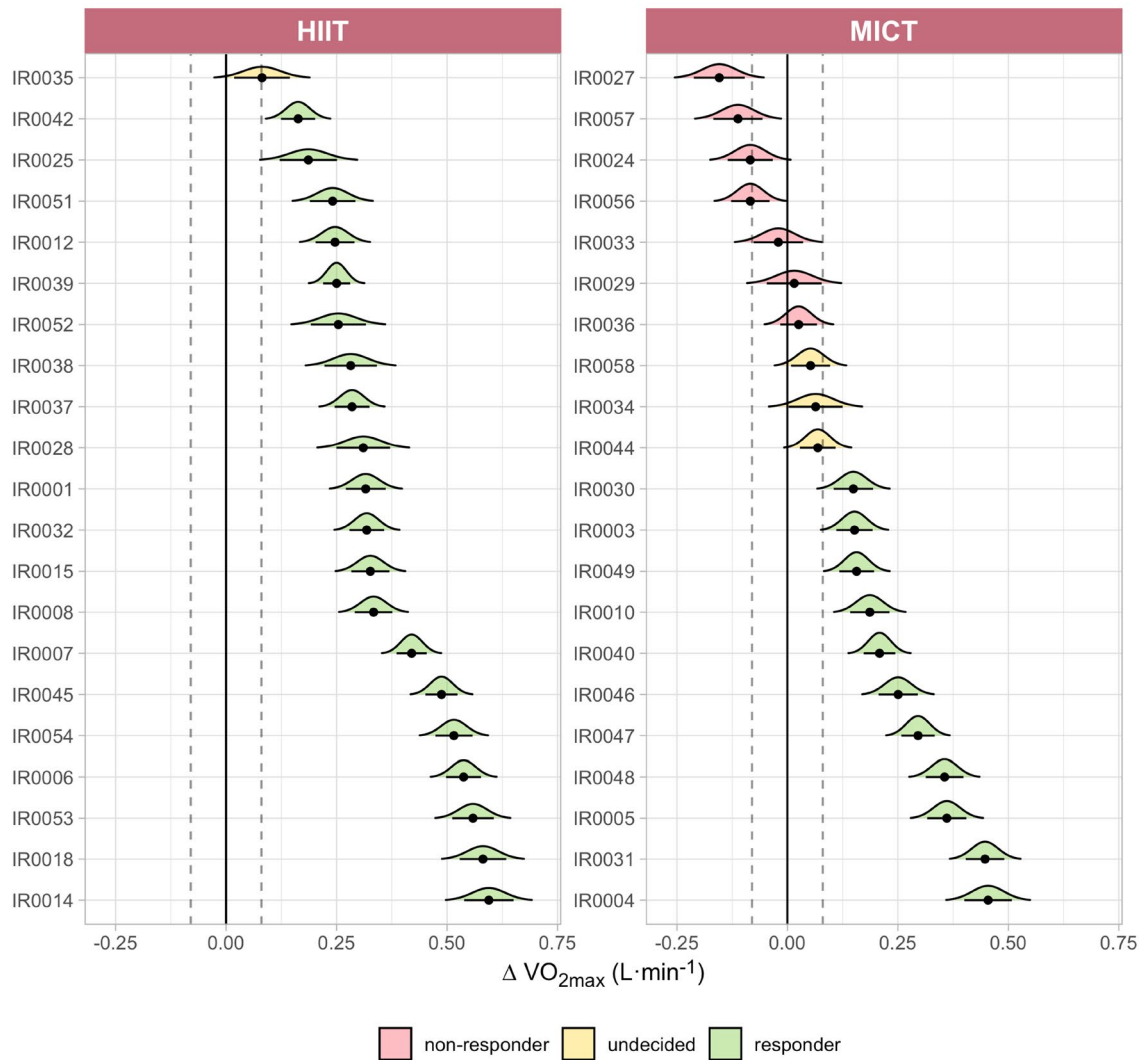 HIIT
MICT
IR0035
IR0042
IR0025
IR0051
IR0012
IR0039
IR0052
IR0038
IR0037
IR0028
IR0001
IR0032
IR0015
IR0008
IR0007
IR0045
IR0054
IR0006
IR0053
IR0018
IR0014
IR0027
IR0057
IR0024
IR0056
IR0033
IR0029
IR0036
IR0058
IR0034
IR0044
IR0030
IR0003
IR0049
IR0010
IR0040
IR0046
IR0047
IR0048
IR0005
IR0031
IR0004
-0.25 0.00 0.25 0.50 0.75
-0.25 0.00 0.25 0.50 0.75
Δ VO₂max (L·min⁻¹)
non-responder undecided responder